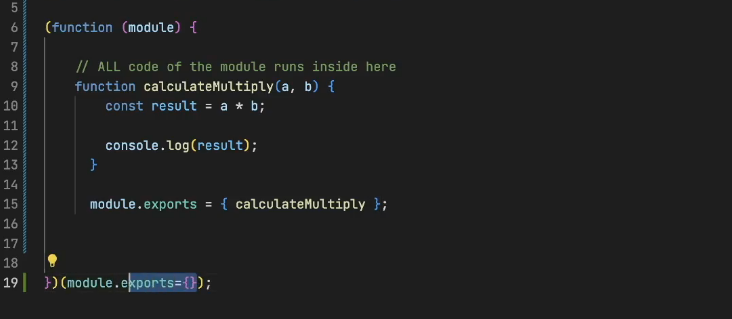 5
6 (function (module) {
7
8 // ALL code of the module runs inside here
9 function calculateMultiply(a, b) {
10 const result = a * b;
11
12 console.log(result);
13 }
14
15 module.exports = { calculateMultiply };
16
17
18
19 })(module.exports={});